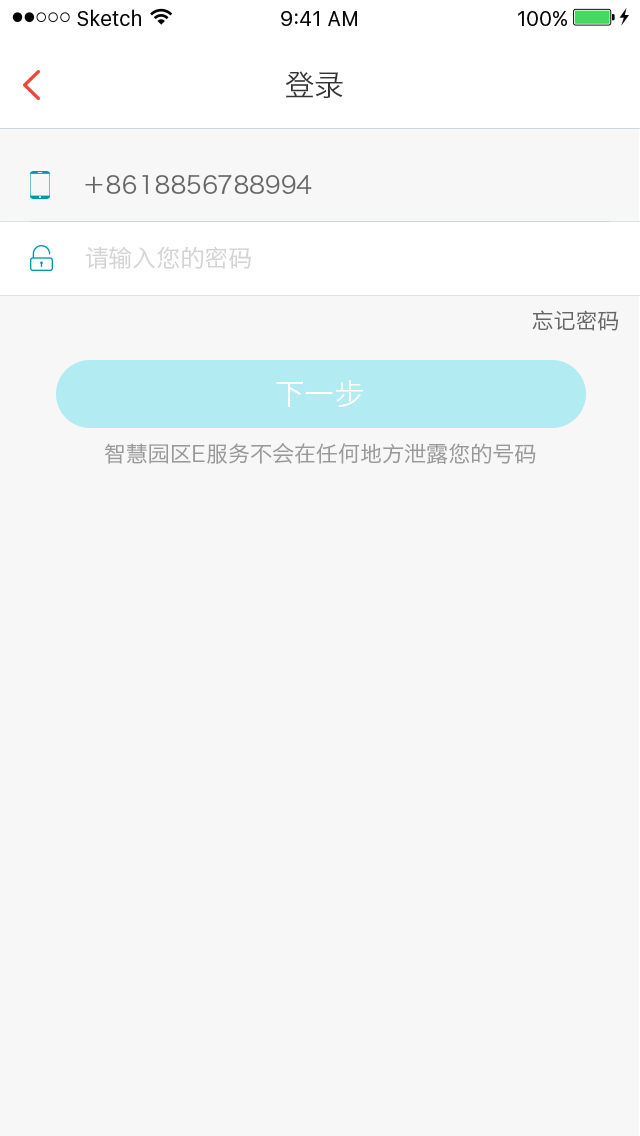 Sketch 9:41 AM 100%
登录
+8618856788994
请输入您的密码
忘记密码
下一步
智慧园区E服务不会在任何地方泄露您的号码